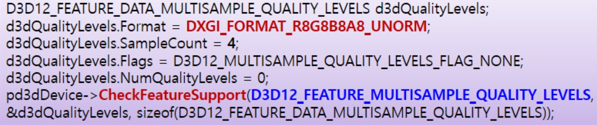 D3D12_FEATURE_DATA_MULTISAMPLE_QUALITY_LEVELS d3dQualityLevels;
d3dQualityLevels.Format = DXGI_FORMAT_R8G8B8A8_UNORM;
d3dQualityLevels.SampleCount = 4;
d3dQualityLevels.Flags = D3D12_MULTISAMPLE_QUALITY_LEVELS_FLAG_NONE;
d3dQualityLevels.NumQualityLevels = 0;
pd3dDevice->CheckFeatureSupport(D3D12_FEATURE_MULTISAMPLE_QUALITY_LEVELS,
&d3dQualityLevels, sizeof(D3D12_FEATURE_DATA_MULTISAMPLE_QUALITY_LEVELS));